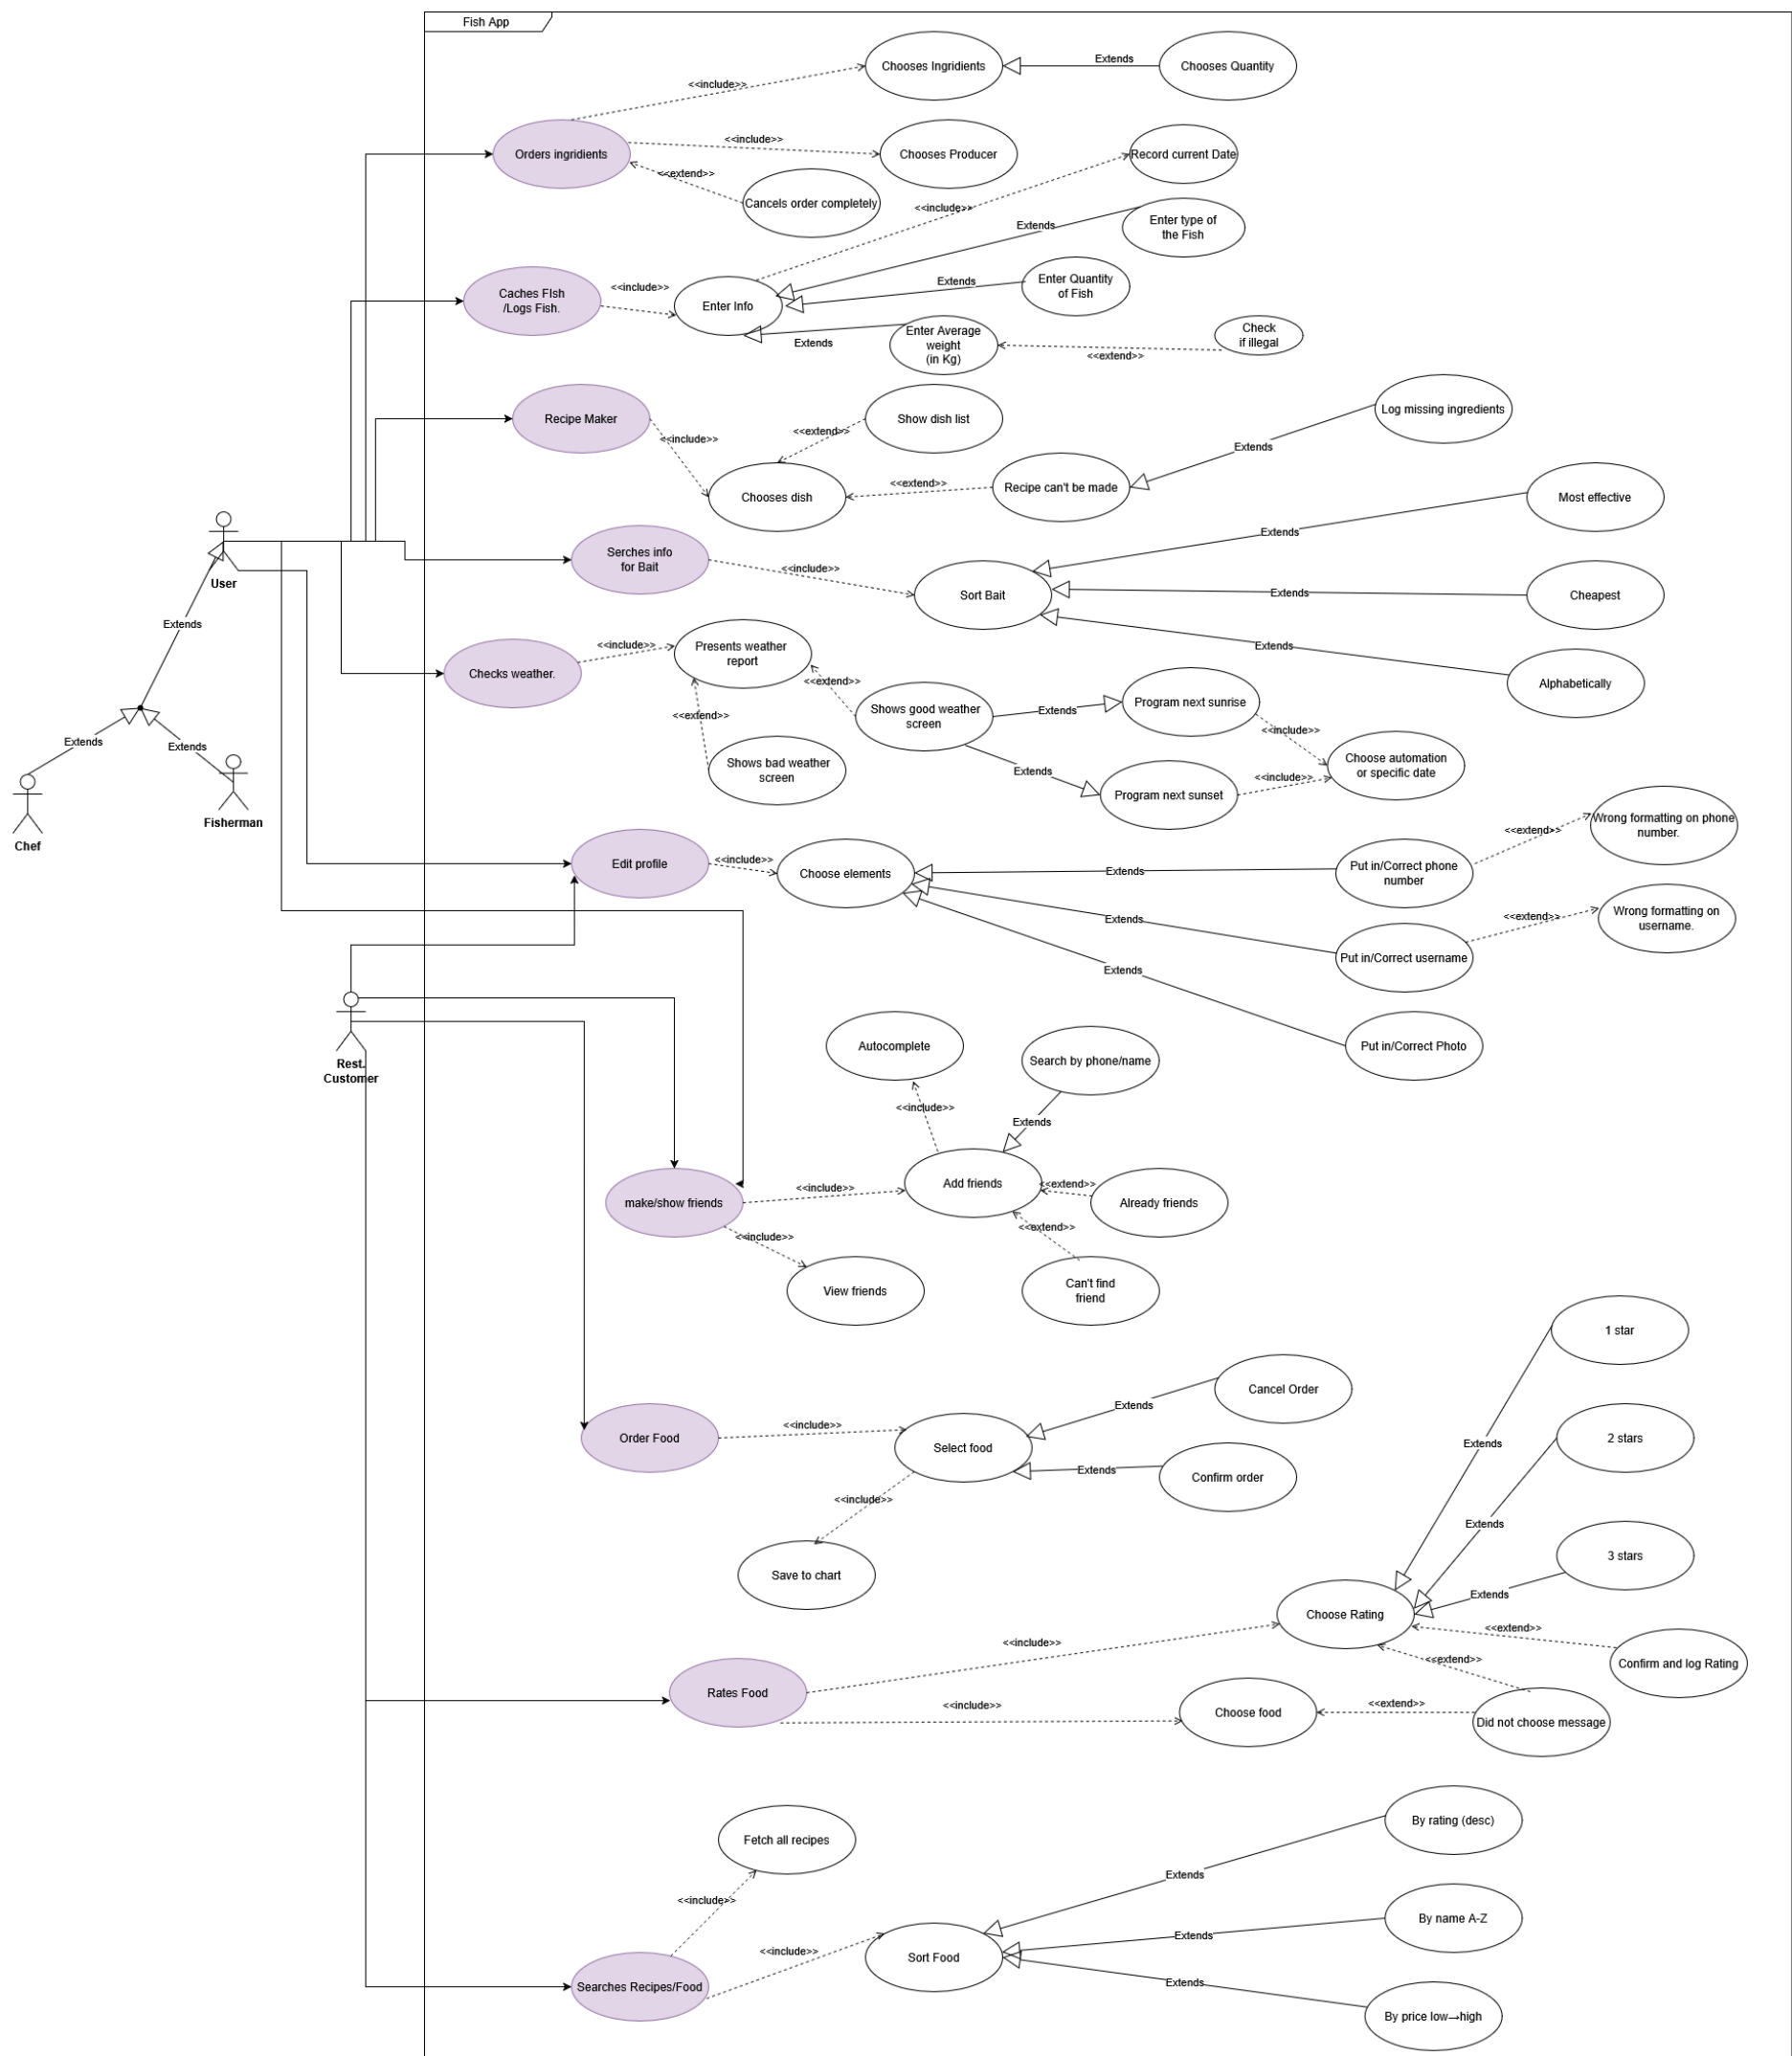 Fish App
Chooses Ingridients
Extends
Chooses Quantity
<<include>>
Orders ingridients
<<include>>
Chooses Producer
Record current Date
<<extend>>
Cancels order completely
<<include>>
Extends
Enter type of
the Fish
Caches FIsh
/Logs Fish.
<<include>>
Enter Info
Extends
Enter Quantity
of Fish
Extends
Enter Average
weight
(in Kg)
<<extend>>
Check
if illegal
Recipe Maker
<<include>>
Show dish list
<<extend>>
Chooses dish
<<extend>>
Recipe can't be made
Extends
Log missing ingredients
User
Serches info
for Bait
<<include>>
Sort Bait
Extends
Most effective
Extends
Cheapest
Extends
Alphabetically
Extends
Checks weather.
<<include>>
Presents weather
report
<<extend>>
<<extend>>
Shows good weather
screen
Shows bad weather
screen
Extends
Program next sunrise
<<include>>
Extends
Program next sunset
<<include>>
Choose automation
or specific date
Extends
Extends
Chef
Fisherman
Edit profile
<<include>>
Choose elements
Extends
Put in/Correct phone
number
<<extend>>
Wrong formatting on phone
number.
Extends
Put in/Correct username
<<extend>>
Wrong formatting on
username.
Extends
Put in/Correct Photo
Rest.
Customer
Autocomplete
Search by phone/name
<<include>>
Extends
make/show friends
<<include>>
Add friends
<<extend>>
Already friends
<<include>>
View friends
<<extend>>
Can't find
friend
Order Food
<<include>>
Select food
Extends
Cancel Order
Extends
Confirm order
<<include>>
Save to chart
1 star
Extends
2 stars
Extends
3 stars
Extends
Choose Rating
<<extend>>
Confirm and log Rating
<<include>>
<<extend>>
Rates Food
<<include>>
Choose food
<<extend>>
Did not choose message
Fetch all recipes
<<include>>
Searches Recipes/Food
<<include>>
Sort Food
Extends
By rating (desc)
Extends
By name A-Z
Extends
By price low→high